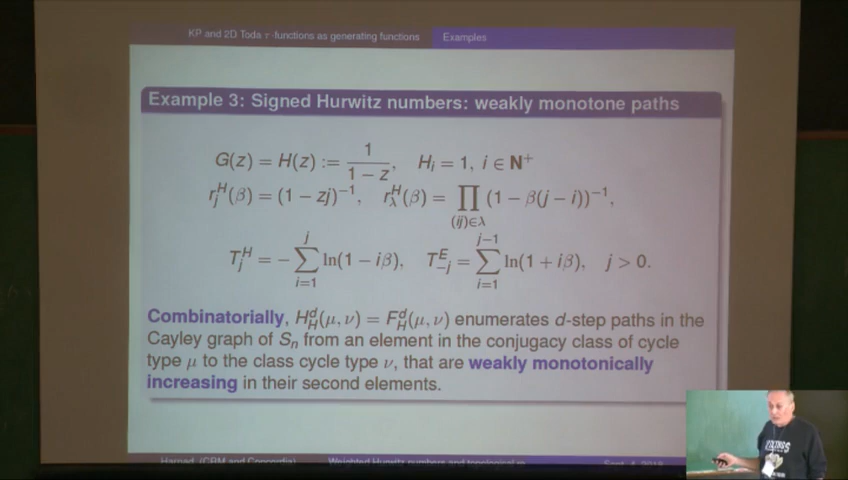 KP and 2D Toda τ-functions as generating functions Examples
Example 3: Signed Hurwitz numbers: weakly monotone paths
G(z) = H(z) := 1/(1 − z), H_i = 1, i ∈ N⁺
r_j^H(β) = (1 − zj)^{−1}, r_λ^H(β) = ∏_{(ij)∈λ} (1 − β(j − i))^{−1},
T_j^H = − ∑_{i=1}^{j} ln(1 − iβ), T_{−j}^E = ∑_{i=1}^{j−1} ln(1 + iβ), j > 0.
Combinatorially, H_H^d(μ, ν) = F_H^d(μ, ν) enumerates d-step paths in the
Cayley graph of S_n from an element in the conjugacy class of cycle
type μ to the class cycle type ν, that are weakly monotonically
increasing in their second elements.
Harnad (CRM and Concordia) Weighted Hurwitz numbers and topological
VIKINGS